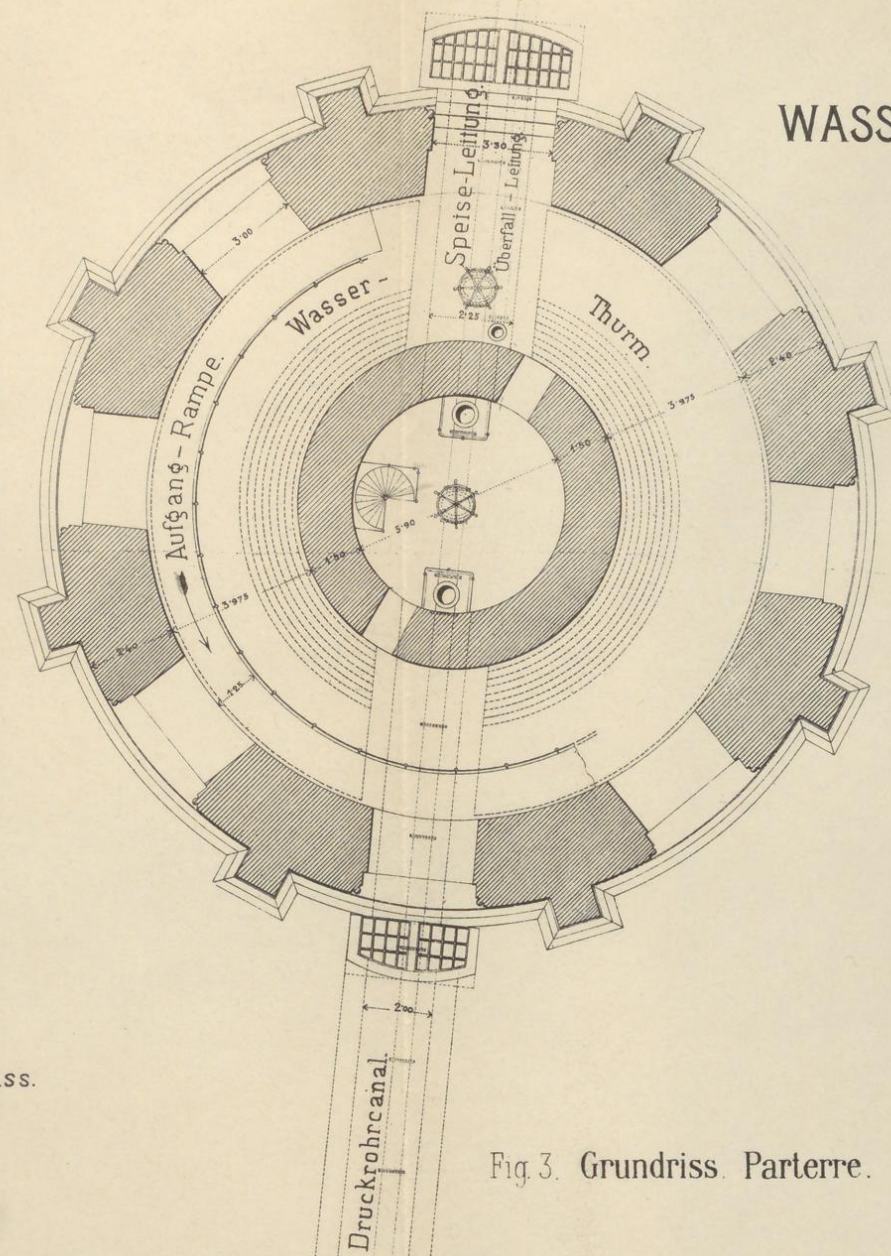 WASS
Speise-Leitung.
Überfall-Leitung
3·50
3·00
Wasser-
Thurm.
2·25
2·40
3·975
1·50
Aufgang-Rampe.
5·90
1·50
3·975
2·40
1·25
2·00
Druckrohrcanal.
ss.
Fig. 3. Grundriss Parterre.